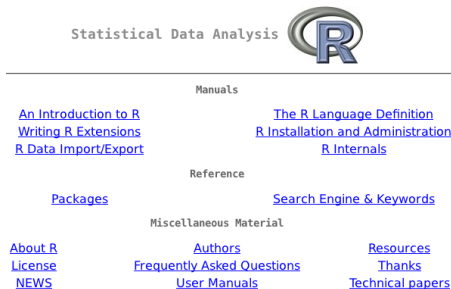 Statistical Data Analysis R
Manuals
An Introduction to R The R Language Definition
Writing R Extensions R Installation and Administration
R Data Import/Export R Internals
Reference
Packages Search Engine & Keywords
Miscellaneous Material
About R Authors Resources
License Frequently Asked Questions Thanks
NEWS User Manuals Technical papers